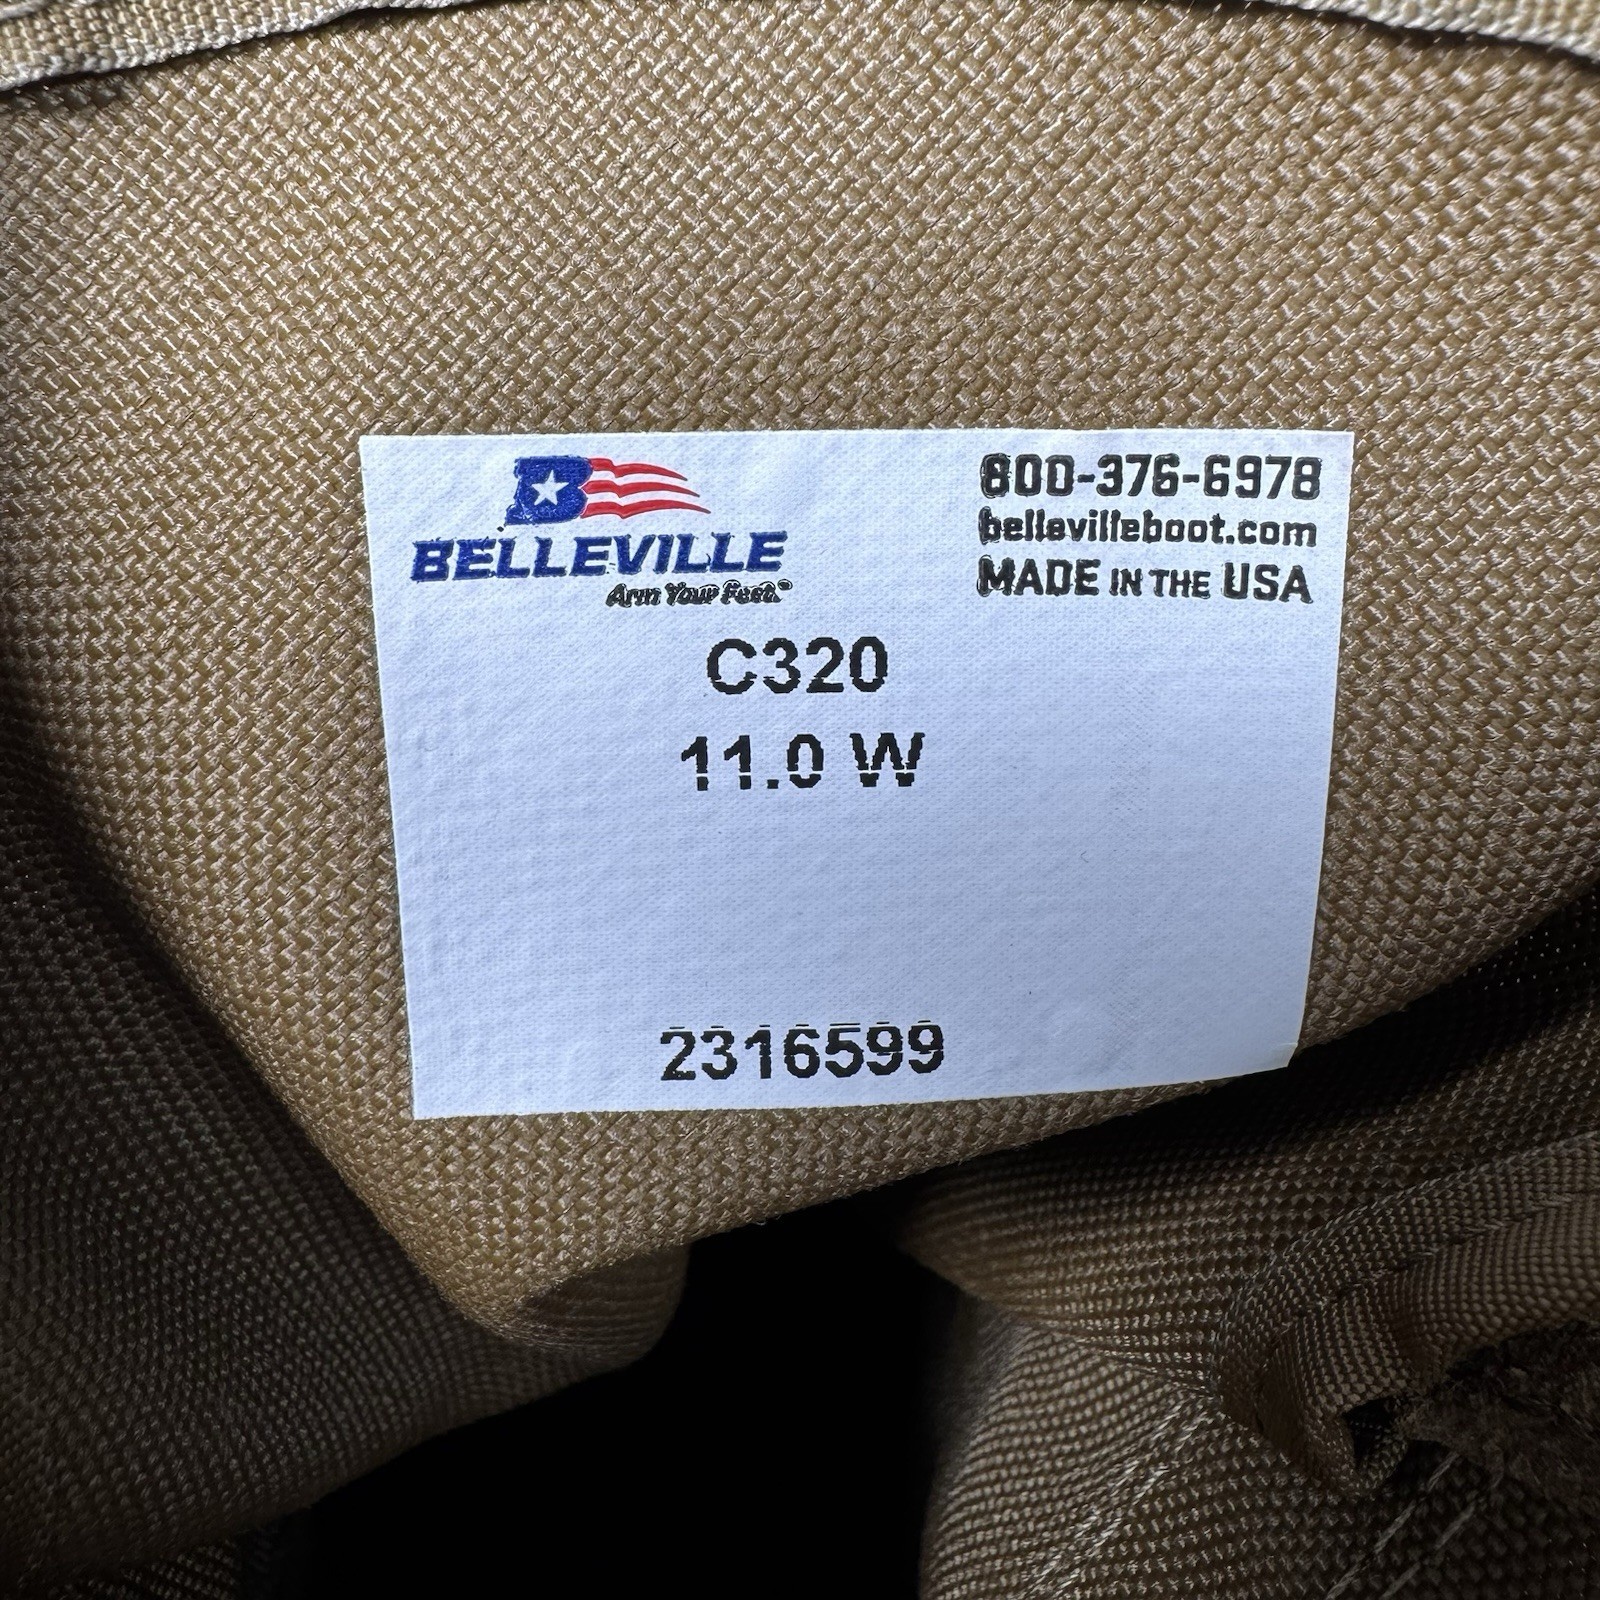 B
BELLEVILLE
Arm Your Feet.
800-376-6978
bellevilleboot.com
MADE IN THE USA
C320
11.0 W
2316599